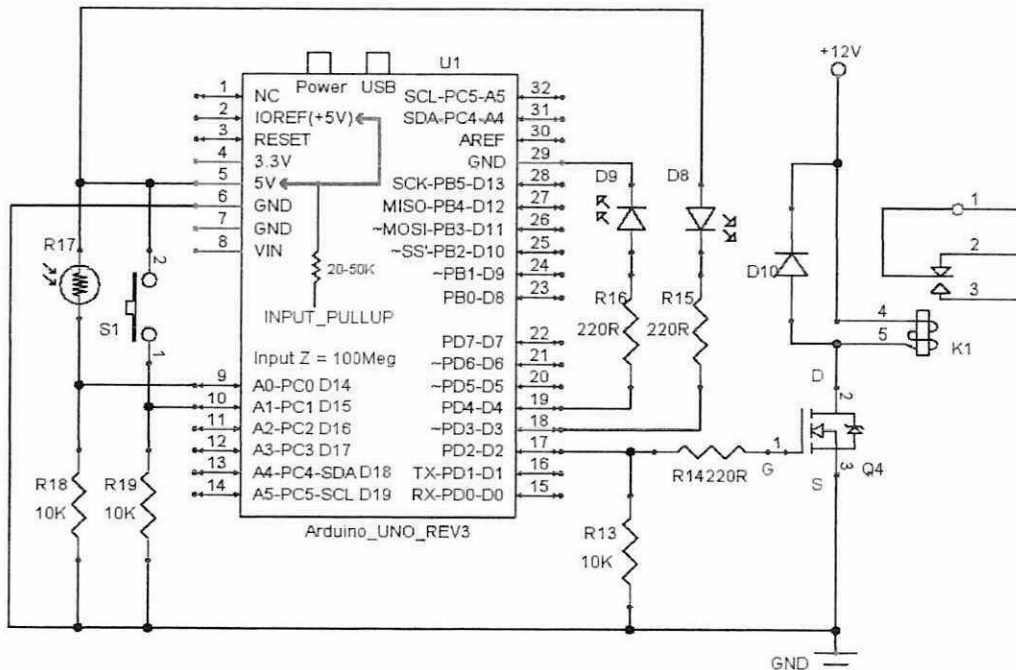 U1
Power USB
1 NC
2 IOREF(+5V)
3 RESET
4 3.3V
5 5V
6 GND
7 GND
8 VIN
20-50K
INPUT_PULLUP
Input Z = 100Meg
9 A0-PC0 D14
10 A1-PC1 D15
11 A2-PC2 D16
12 A3-PC3 D17
13 A4-PC4-SDA D18
14 A5-PC5-SCL D19
SCL-PC5-A5 32
SDA-PC4-A4 31
AREF 30
GND 29
SCK-PB5-D13 28
MISO-PB4-D12 27
~MOSI-PB3-D11 26
~SS'-PB2-D10 25
~PB1-D9 24
PB0-D8 23
PD7-D7 22
~PD6-D6 21
~PD5-D5 20
PD4-D4 19
~PD3-D3 18
PD2-D2 17
TX-PD1-D1 16
RX-PD0-D0 15
Arduino_UNO_REV3
R17
2
S1
1
R18
10K
R19
10K
D9
D8
R16
220R
R15
220R
R13
10K
R14 220R
+12V
D10
1
2
3
4
5
K1
D
2
1
G
3
S
Q4
GND